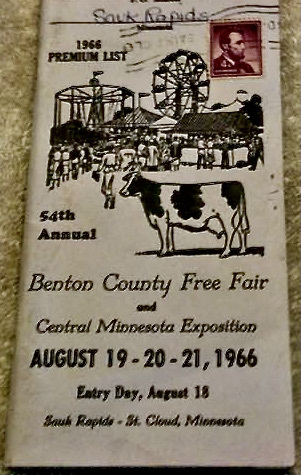 Sauk Rapids
4¢
1966
PREMIUM LIST
54th
Annual
Benton County Free Fair
and
Central Minnesota Exposition
AUGUST 19 - 20 - 21, 1966
Entry Day, August 18
Sauk Rapids - St. Cloud, Minnesota